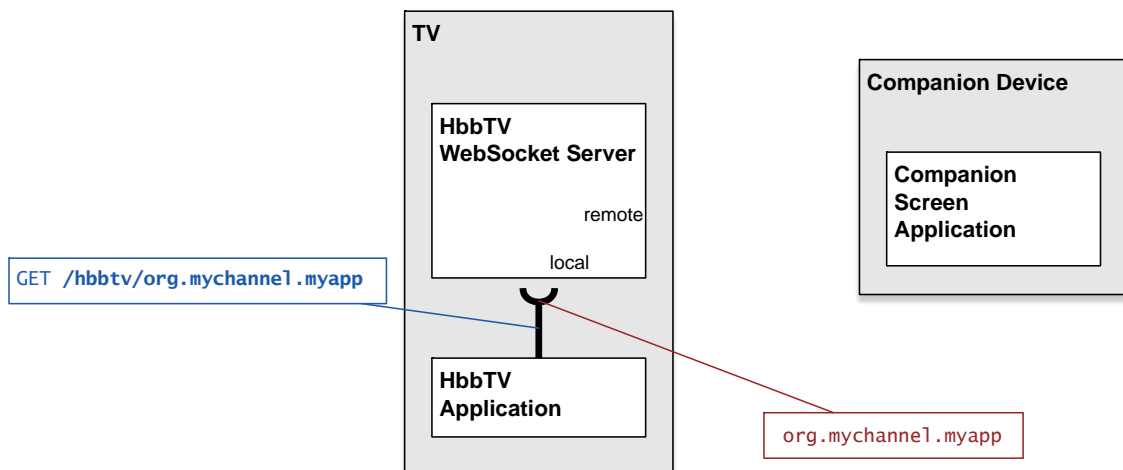 TV
HbbTV
WebSocket Server
remote
local
GET /hbbtv/org.mychannel.myapp
HbbTV
Application
org.mychannel.myapp
Companion Device
Companion
Screen
Application